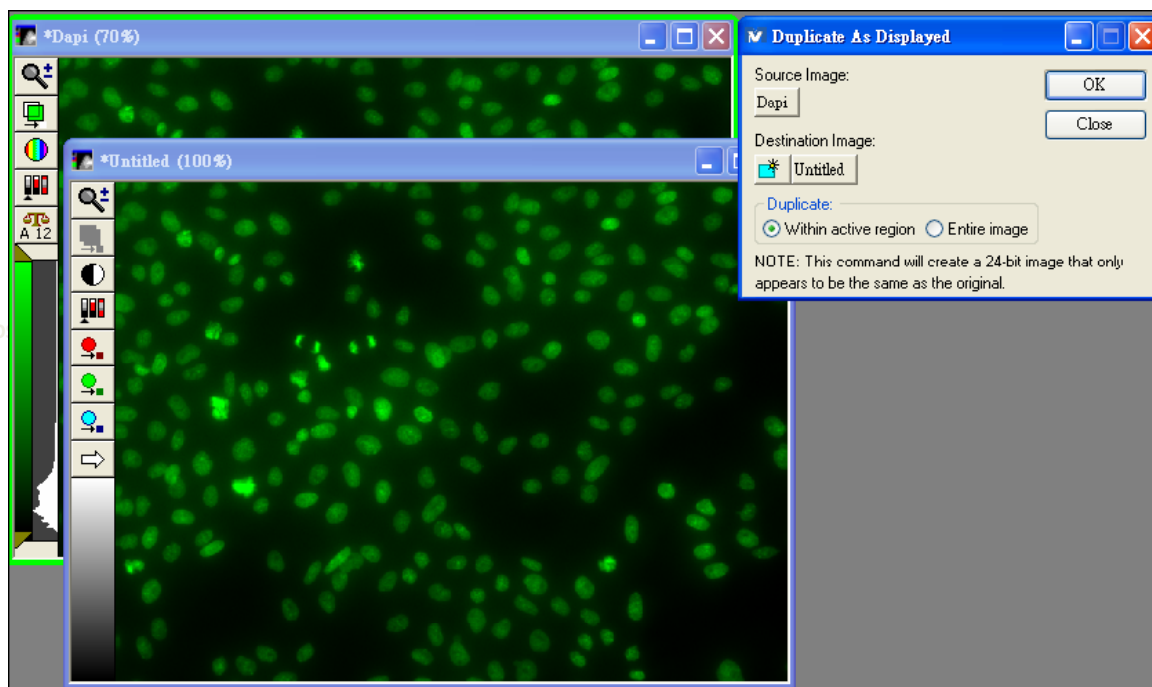 *Dapi (70%)
A 12
*Untitled (100%)
Duplicate As Displayed
Source Image:
Dapi
OK
Close
Destination Image:
Untitled
Duplicate:
Within active region Entire image
NOTE: This command will create a 24-bit image that only
appears to be the same as the original.